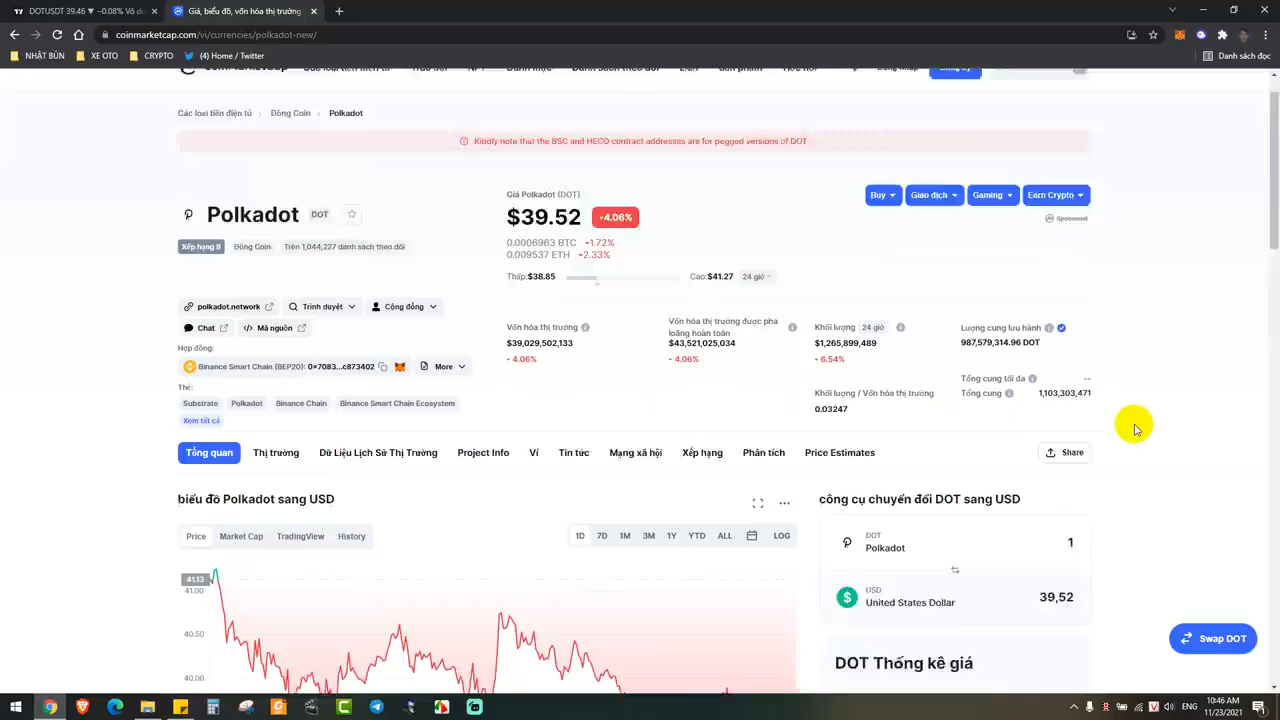 DOTUSDT 39.46 ▼ −0.08% Vô d
Giá, biểu đồ, vốn hóa thị trường
coinmarketcap.com/vi/currencies/polkadot-new/
NHẬT BỦN
XE OTO
CRYPTO
(4) Home / Twitter
Danh sách đọc
Các loại tiền điện tử
Đồng Coin
Polkadot
Kindly note that the BSC and HECO contract addresses are for pegged versions of DOT
Polkadot DOT
Giá Polkadot (DOT)
$39.52 4.06%
0.0006963 BTC 1.72%
0.009537 ETH 2.33%
Thấp:$38.85 Cao:$41.27 24 giờ
Buy
Giao dịch
Gaming
Earn Crypto
Sponsored
Xếp hạng 8
Đồng Coin
Trên 1,044,227 danh sách theo dõi
polkadot.network
Trình duyệt
Cộng đồng
Chat
Mã nguồn
Hợp đồng:
Binance Smart Chain (BEP20): 0x7083...c873402
More
Thẻ:
Substrate
Polkadot
Binance Chain
Binance Smart Chain Ecosystem
Xem tất cả
Vốn hóa thị trường
$39,029,502,133
- 4.06%
Vốn hóa thị trường được pha
loãng hoàn toàn
$43,521,025,034
- 4.06%
Khối lượng 24 giờ
$1,265,899,489
- 6.54%
Khối lượng / Vốn hóa thị trường
0.03247
Lượng cung lưu hành
987,579,314.96 DOT
Tổng cung tối đa --
Tổng cung 1,103,303,471
Tổng quan
Thị trường
Dữ Liệu Lịch Sử Thị Trường
Project Info
Ví
Tin tức
Mạng xã hội
Xếp hạng
Phân tích
Price Estimates
Share
biểu đồ Polkadot sang USD
Price
Market Cap
TradingView
History
1D
7D
1M
3M
1Y
YTD
ALL
LOG
41.13
41.00
40.50
40.00
công cụ chuyển đổi DOT sang USD
DOT
Polkadot
1
USD
United States Dollar
39,52
DOT Thống kê giá
Swap DOT
ENG
10:46 AM
11/23/2021